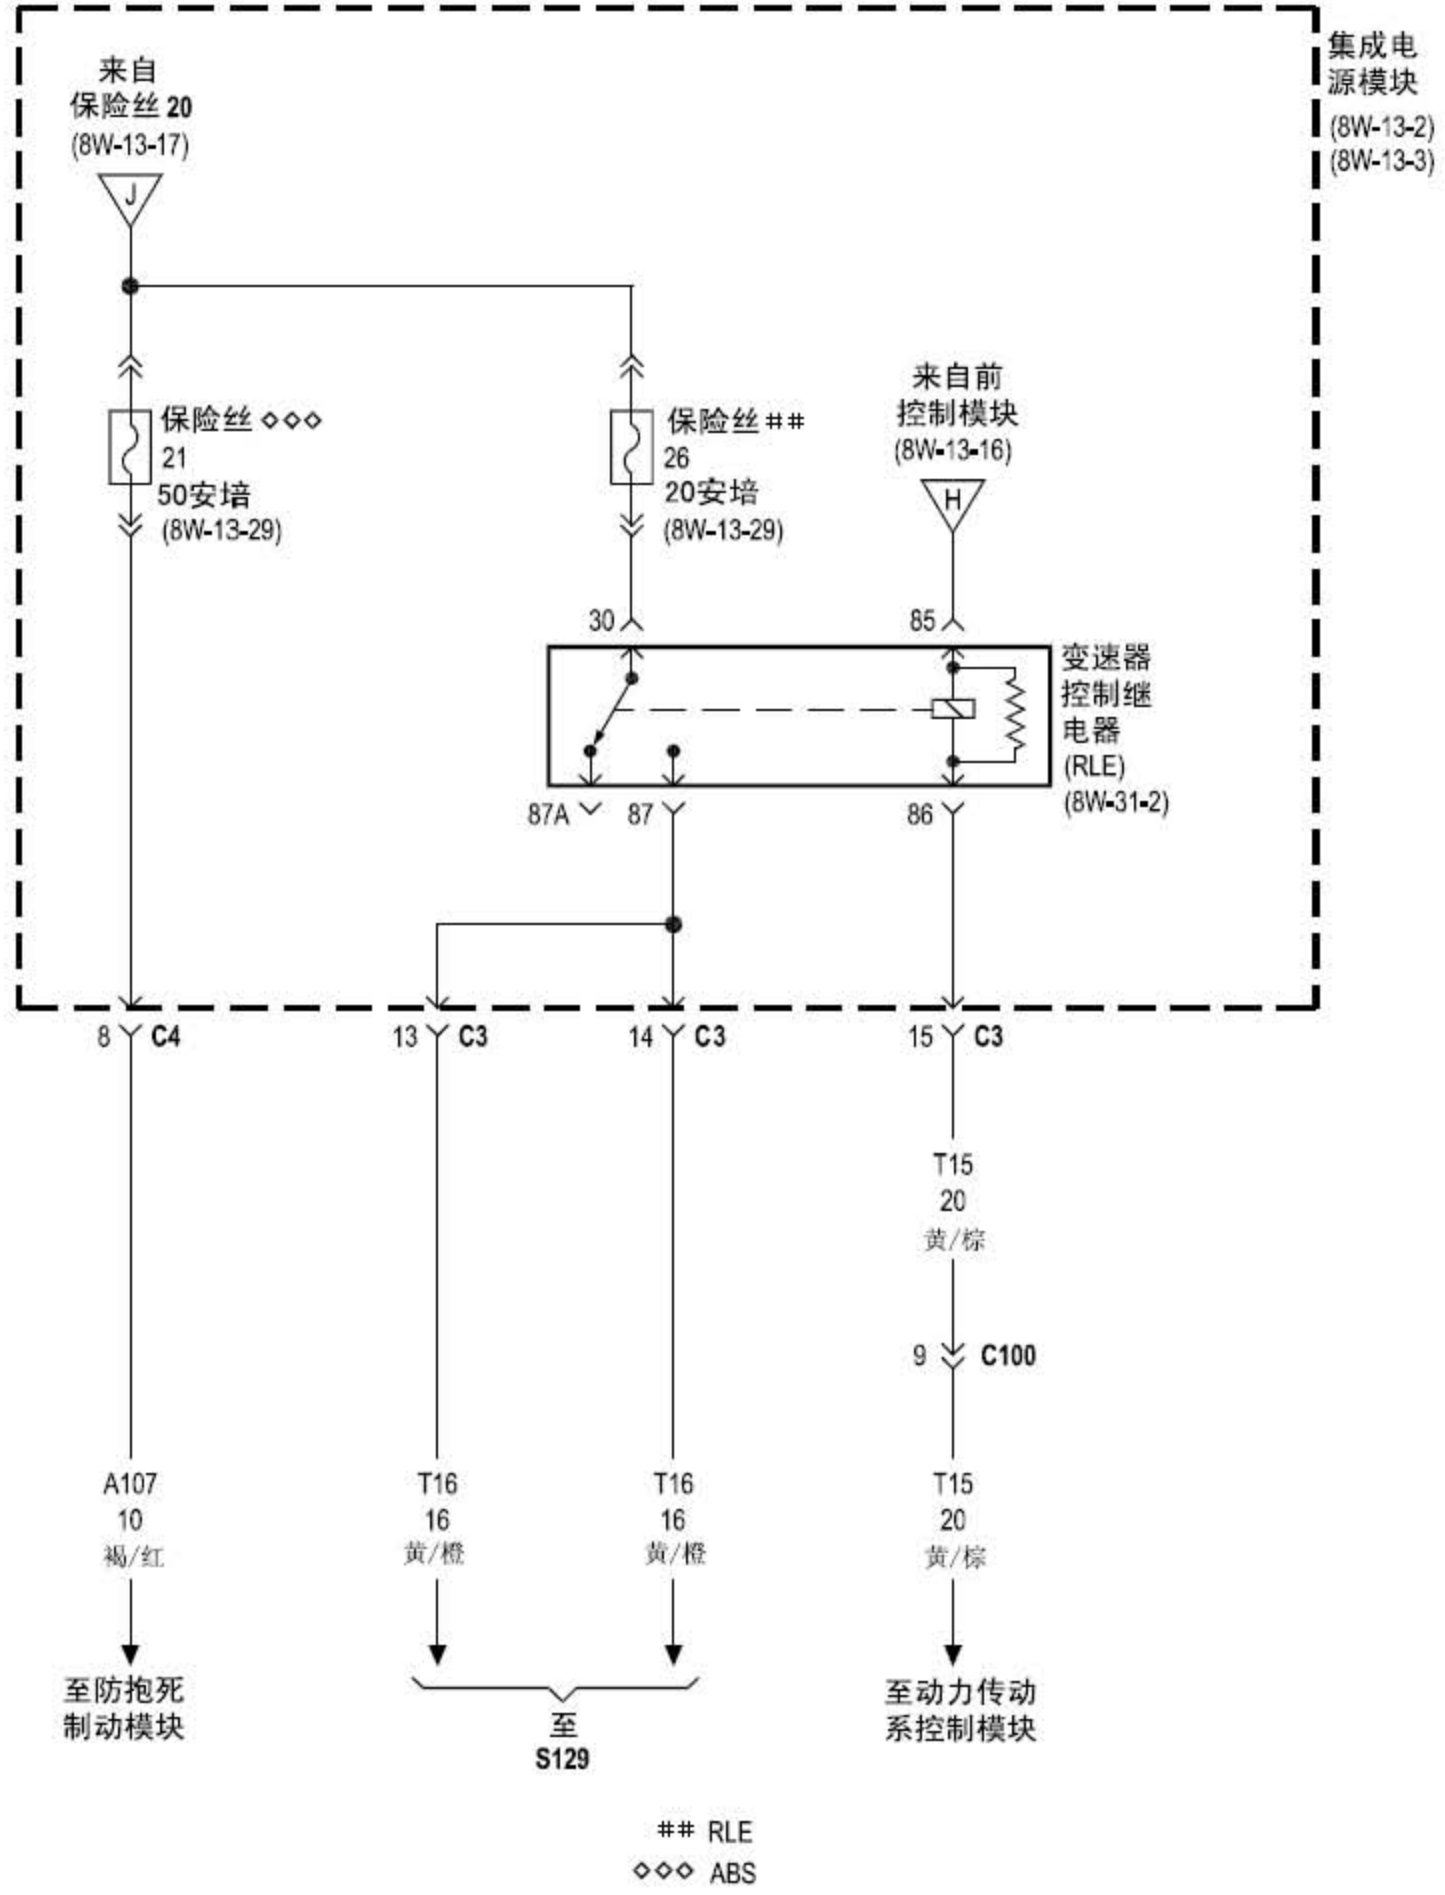 集成电
源模块
(8W-13-2)
(8W-13-3)
来自
保险丝 20
(8W-13-17)
J
保险丝 ◇◇◇
21
50安培
(8W-13-29)
保险丝 ##
26
20安培
(8W-13-29)
来自前
控制模块
(8W-13-16)
H
30
85
变速器
控制继
电器
(RLE)
(8W-31-2)
87A
87
86
8 C4
13 C3
14 C3
15 C3
T15
20
黄/棕
9 C100
A107
10
褐/红
T16
16
黄/橙
T16
16
黄/橙
T15
20
黄/棕
至防抱死
制动模块
至
S129
至动力传动
系控制模块
## RLE
◇◇◇ ABS